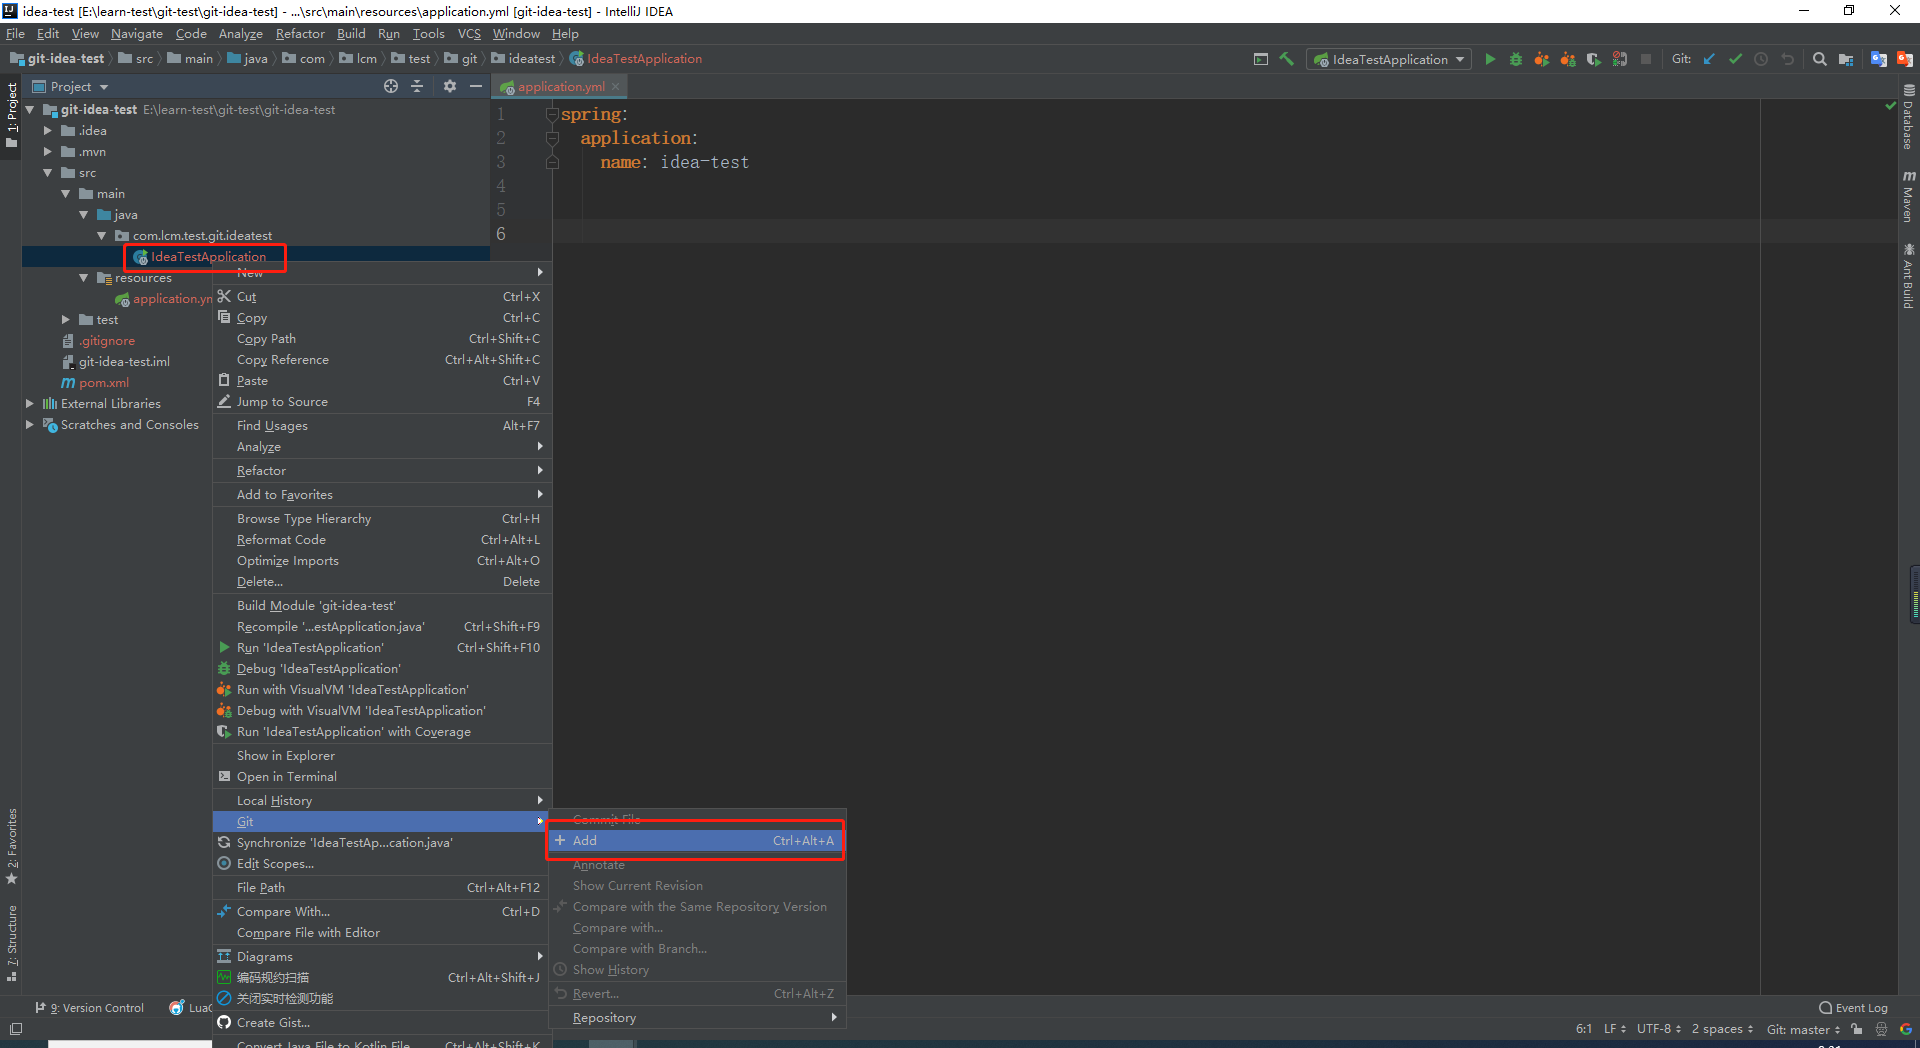 idea-test [E:\learn-test\git-test\git-idea-test] - ...\src\main\resources\application.yml [git-idea-test] - IntelliJ IDEA
File Edit View Navigate Code Analyze Refactor Build Run Tools VCS Window Help
git-idea-test src main java com lcm test git ideatest IdeaTestApplication
IdeaTestApplication
Git:
Project
application.yml
1: Project
git-idea-test E:\learn-test\git-test\git-idea-test
.idea
.mvn
src
main
java
com.lcm.test.git.ideatest
IdeaTestApplication
resources
application.ym
test
.gitignore
git-idea-test.iml
pom.xml
External Libraries
Scratches and Consoles
1 spring:
2 application:
3 name: idea-test
4
5
6
Database
Maven
Ant Build
New
Cut Ctrl+X
Copy Ctrl+C
Copy Path Ctrl+Shift+C
Copy Reference Ctrl+Alt+Shift+C
Paste Ctrl+V
Jump to Source F4
Find Usages Alt+F7
Analyze
Refactor
Add to Favorites
Browse Type Hierarchy Ctrl+H
Reformat Code Ctrl+Alt+L
Optimize Imports Ctrl+Alt+O
Delete... Delete
Build Module 'git-idea-test'
Recompile '...estApplication.java' Ctrl+Shift+F9
Run 'IdeaTestApplication' Ctrl+Shift+F10
Debug 'IdeaTestApplication'
Run with VisualVM 'IdeaTestApplication'
Debug with VisualVM 'IdeaTestApplication'
Run 'IdeaTestApplication' with Coverage
Show in Explorer
Open in Terminal
Local History
Git
Synchronize 'IdeaTestAp...cation.java'
Edit Scopes...
File Path Ctrl+Alt+F12
Compare With... Ctrl+D
Compare File with Editor
Diagrams
编码规约扫描 Ctrl+Alt+Shift+J
关闭实时检测功能
Create Gist...
Convert Java File to Kotlin File Ctrl+Alt+Shift+K
Commit File...
Add Ctrl+Alt+A
Annotate
Show Current Revision
Compare with the Same Repository Version
Compare with...
Compare with Branch...
Show History
Revert... Ctrl+Alt+Z
Repository
2: Favorites
7: Structure
9: Version Control
Lua
Event Log
6:1 LF UTF-8 2 spaces Git: master